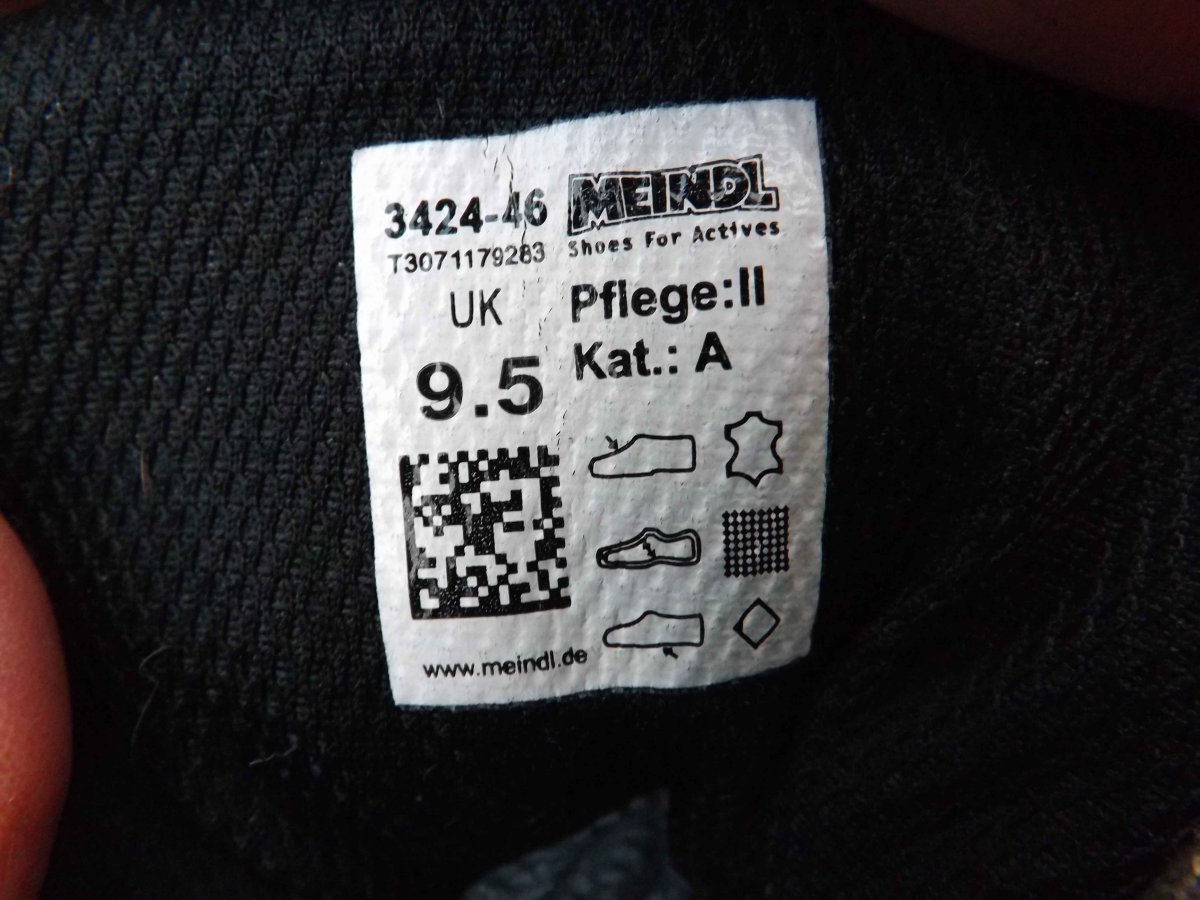 3424-46
T3071179283
UK
9.5
www.meindl.de
MEINDL
Shoes For Actives
Pflege:II
Kat.: A